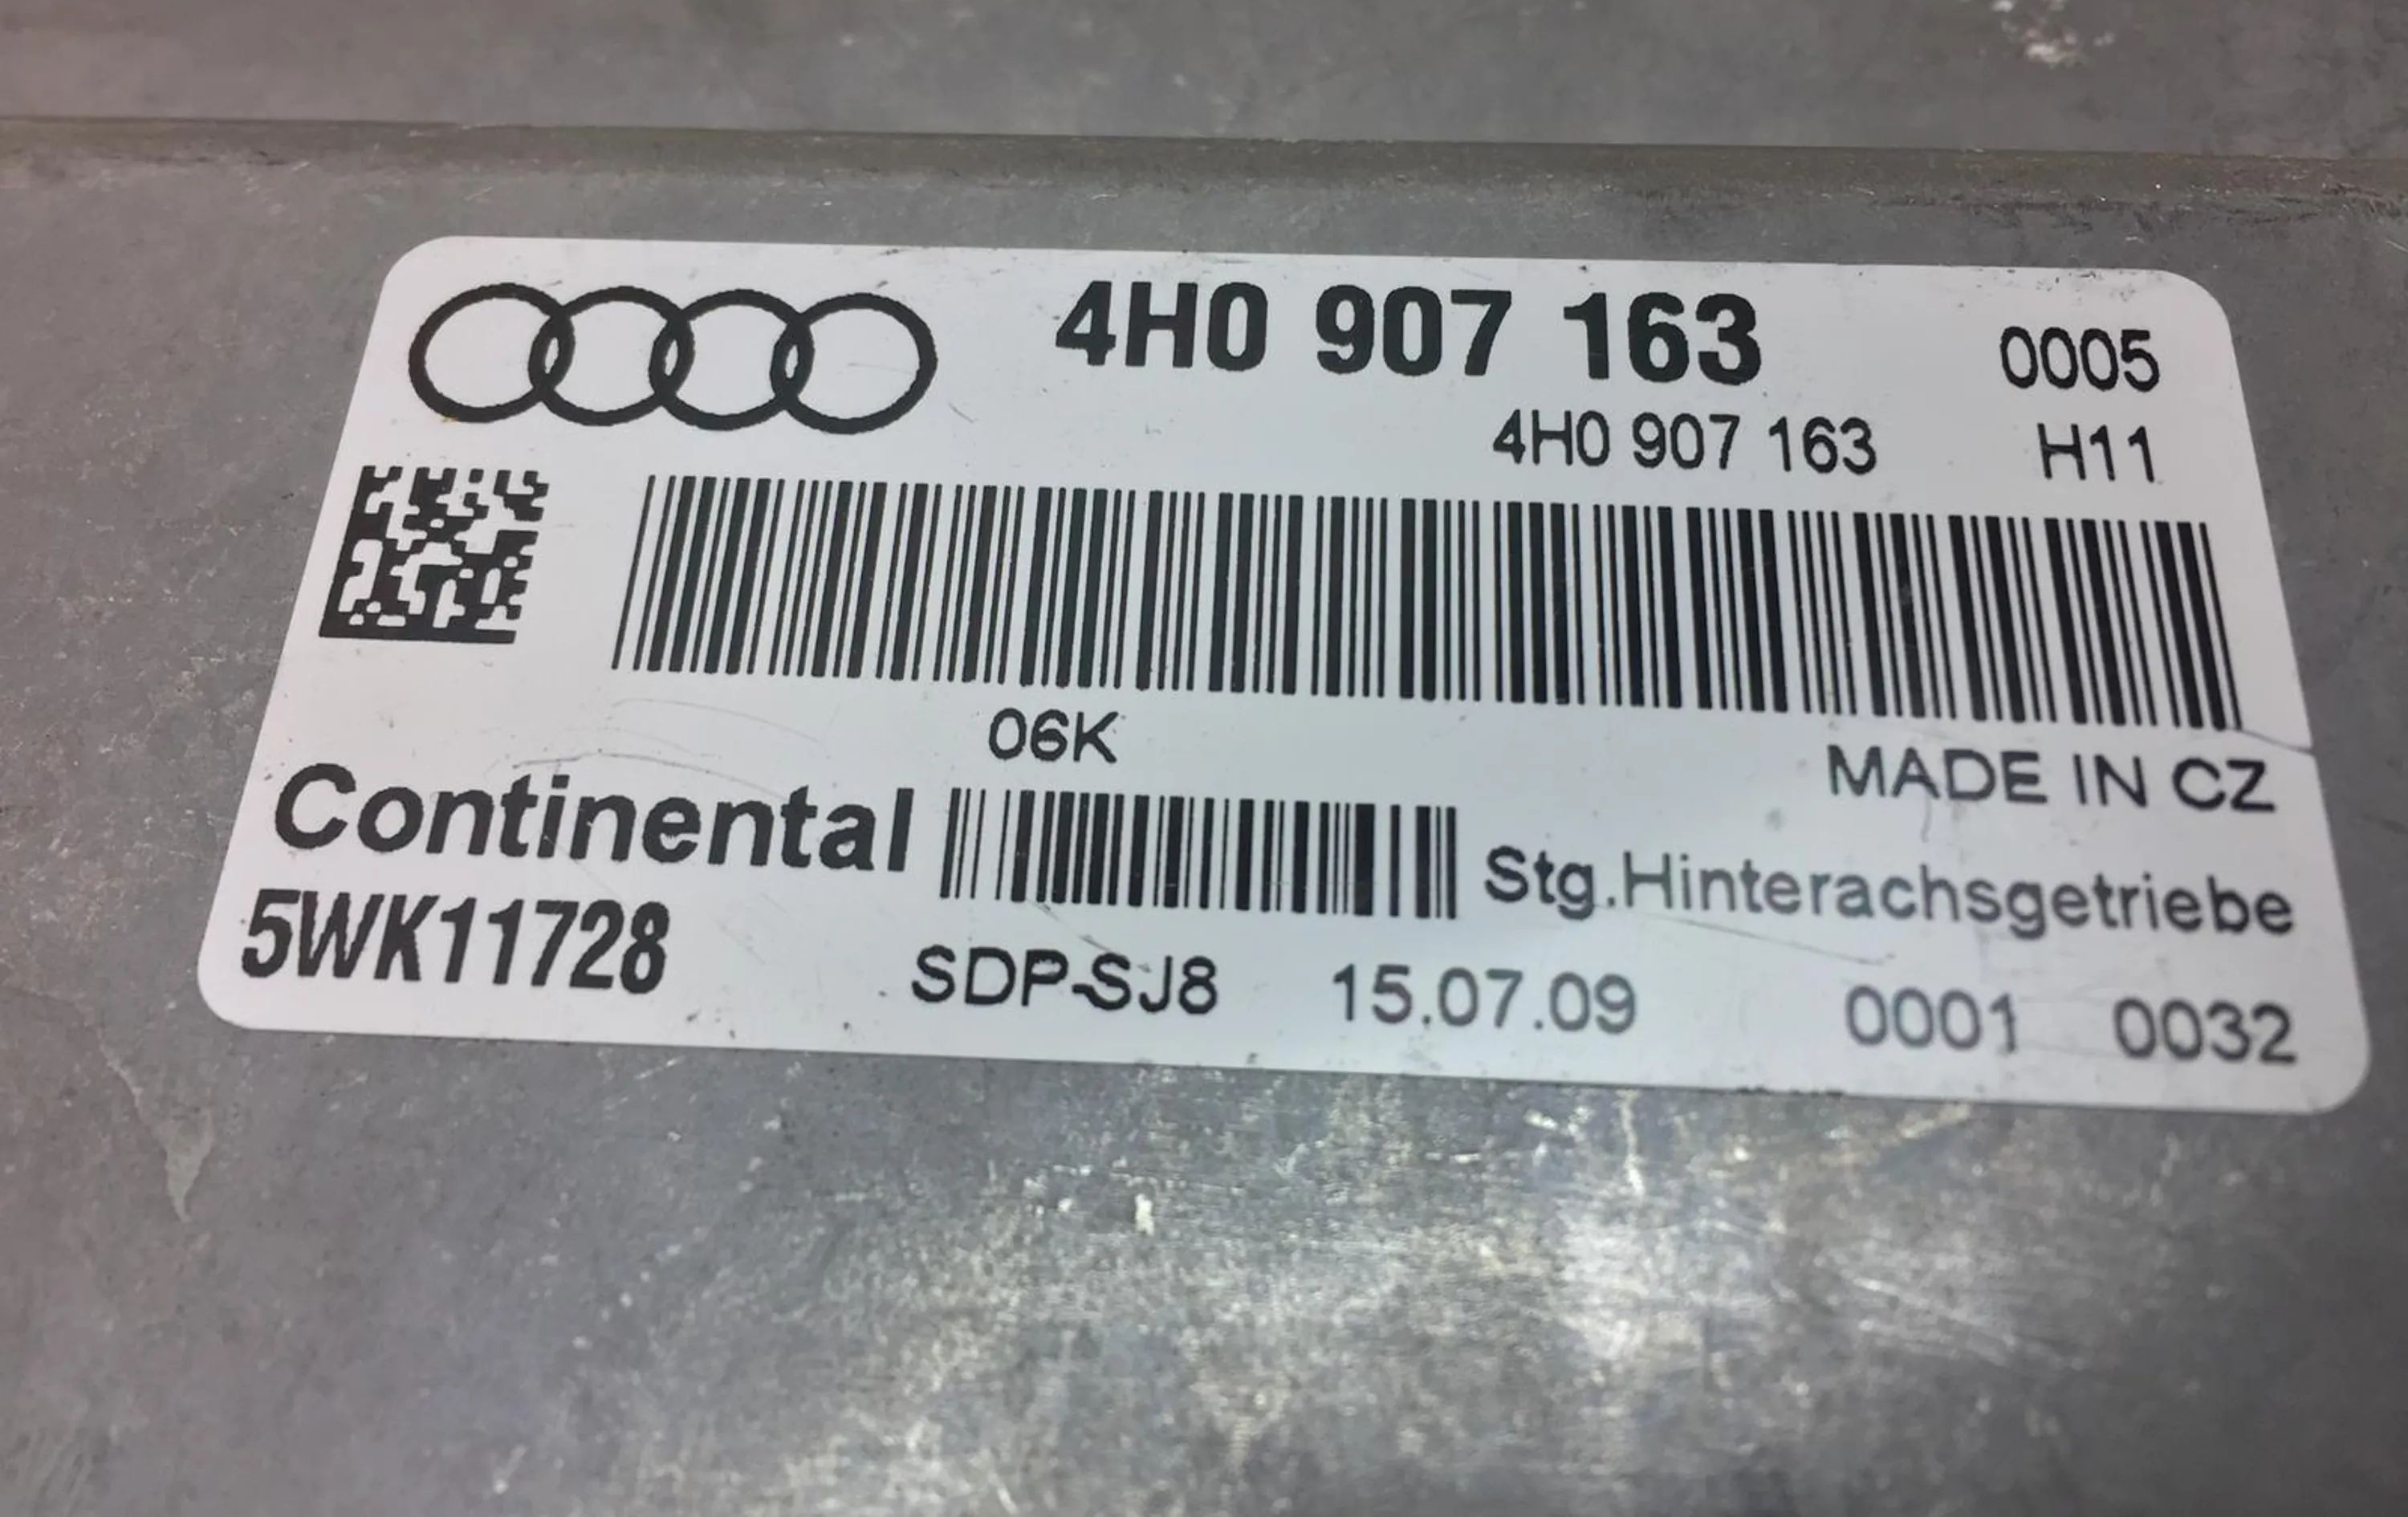 4H0 907 163 0005
4H0 907 163 H11
06K
MADE IN CZ
Continental
Stg.Hinterachsgetriebe
5WK11728
SDP-SJ8 15.07.09 0001 0032